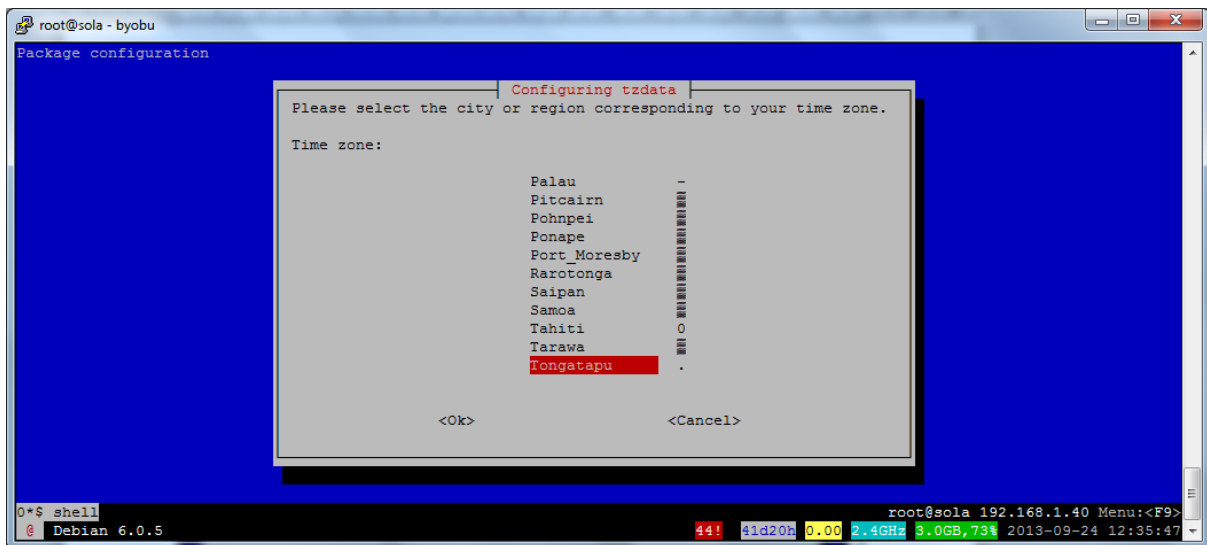 root@sola - byobu
Package configuration
Configuring tzdata
Please select the city or region corresponding to your time zone.
Time zone:
Palau
Pitcairn
Pohnpei
Ponape
Port_Moresby
Rarotonga
Saipan
Samoa
Tahiti 0
Tarawa
Tongatapu .
<Ok> <Cancel>
0*$ shell root@sola 192.168.1.40 Menu:<F9>
@ Debian 6.0.5 44! 41d20h 0.00 2.4GHz 3.0GB,73% 2013-09-24 12:35:47